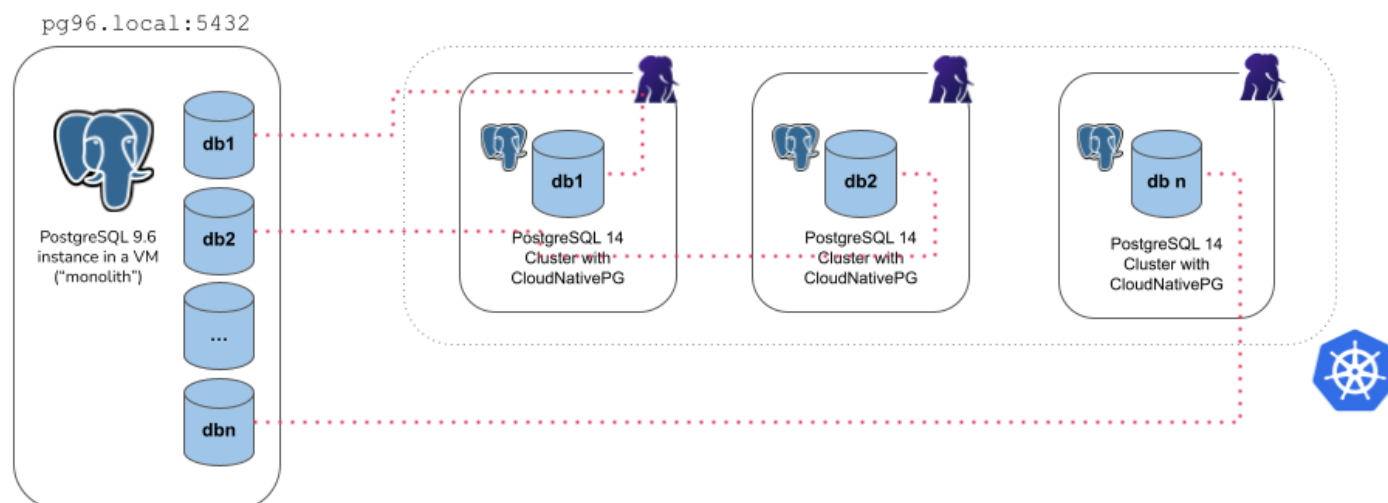 pg96.local:5432
PostgreSQL 9.6
instance in a VM
(“monolith”)
db1
db2
...
dbn
db1
PostgreSQL 14
Cluster with
CloudNativePG
db2
PostgreSQL 14
Cluster with
CloudNativePG
db n
PostgreSQL 14
Cluster with
CloudNativePG